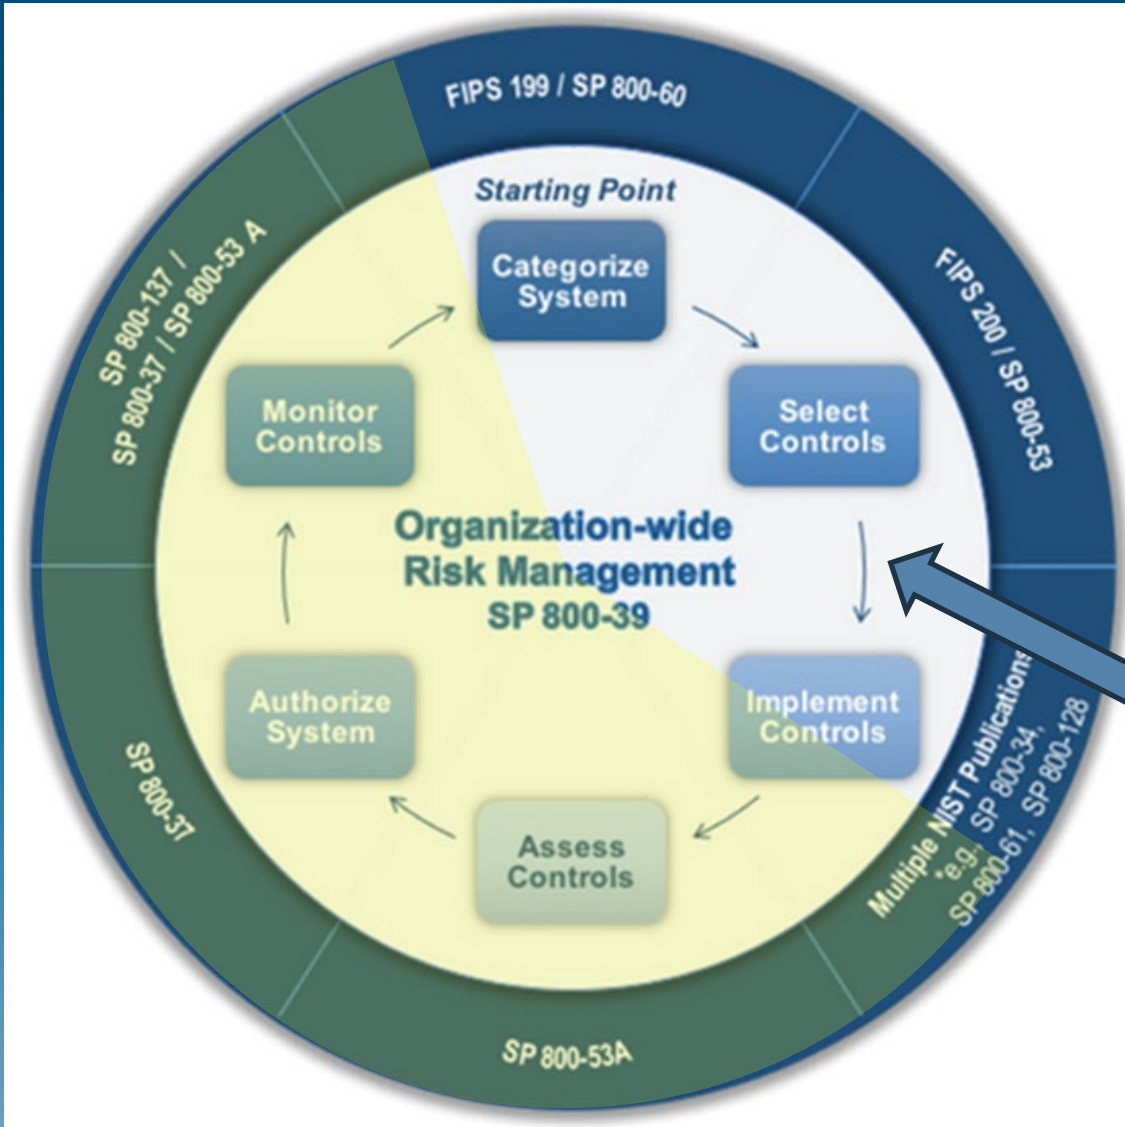 FIPS 199 / SP 800-60
Starting Point
Categorize
System
FIPS 200 / SP 800-53
Select
Controls
Multiple NIST Publications
*e.g., SP 800-34,
SP 800-61, SP 800-128
Implement
Controls
SP 800-53A
Assess
Controls
SP 800-37
Authorize
System
SP 800-137 /
SP 800-37 / SP 800-53 A
Monitor
Controls
Organization-wide
Risk Management
SP 800-39